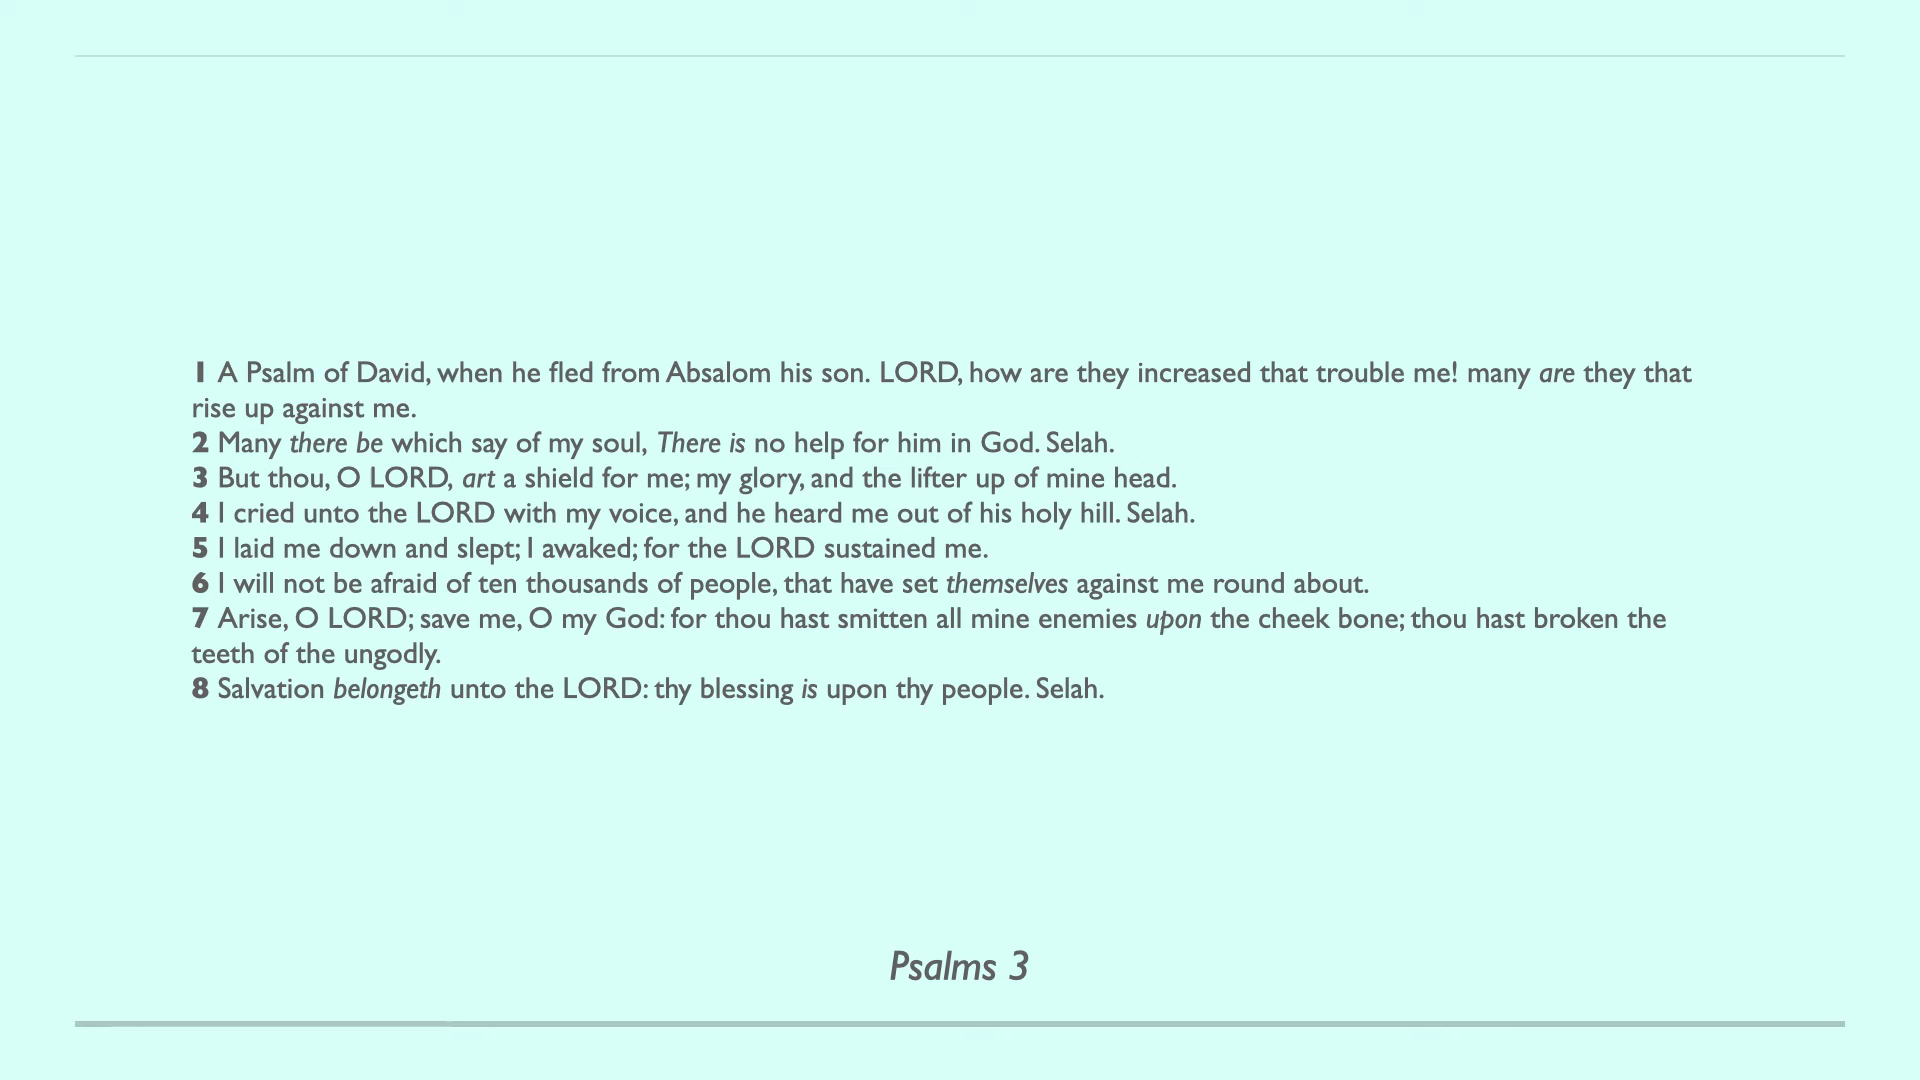 1 A Psalm of David, when he fled from Absalom his son. LORD, how are they increased that trouble me! many are they that
rise up against me.
2 Many there be which say of my soul, There is no help for him in God. Selah.
3 But thou, O LORD, art a shield for me; my glory, and the lifter up of mine head.
4 I cried unto the LORD with my voice, and he heard me out of his holy hill. Selah.
5 I laid me down and slept; I awaked; for the LORD sustained me.
6 I will not be afraid of ten thousands of people, that have set themselves against me round about.
7 Arise, O LORD; save me, O my God: for thou hast smitten all mine enemies upon the cheek bone; thou hast broken the
teeth of the ungodly.
8 Salvation belongeth unto the LORD: thy blessing is upon thy people. Selah.
Psalms 3